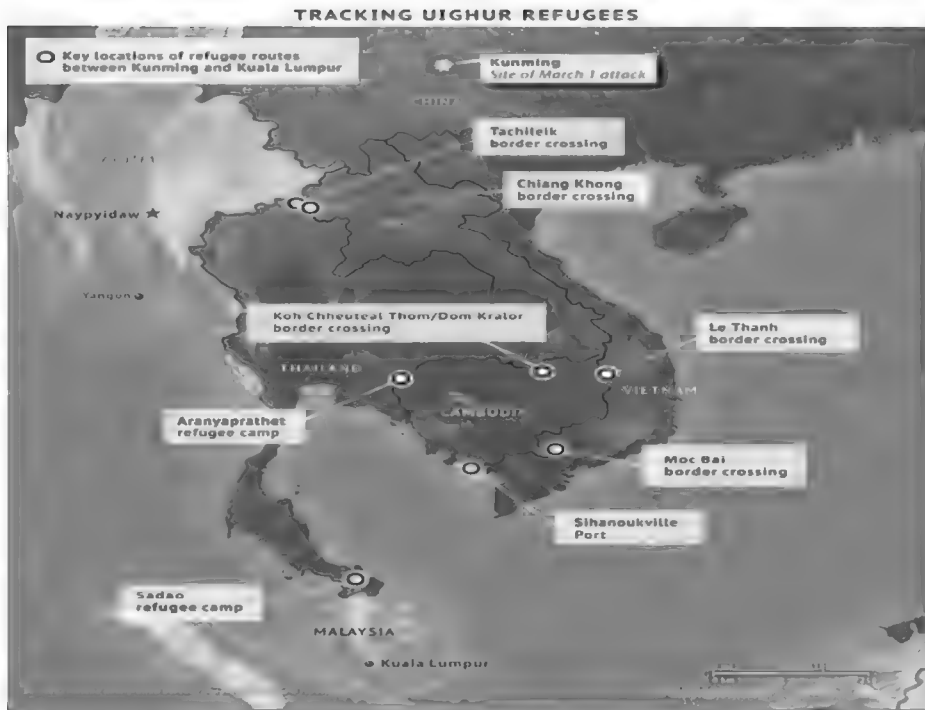 TRACKING UIGHUR REFUGEES
Key locations of refugee routes
between Kunming and Kuala Lumpur
Kunming
Site of March 1 attack
CHINA
Tachileik
border crossing
Chiang Khong
border crossing
Naypyidaw
Yangon
Koh Chheuteal Thom/Dom Kralor
border crossing
Le Thanh
border crossing
THAILAND
VIETNAM
CAMBODIA
Aranyaprathet
refugee camp
Moc Bai
border crossing
Sihanoukville
Port
Sadao
refugee camp
MALAYSIA
Kuala Lumpur